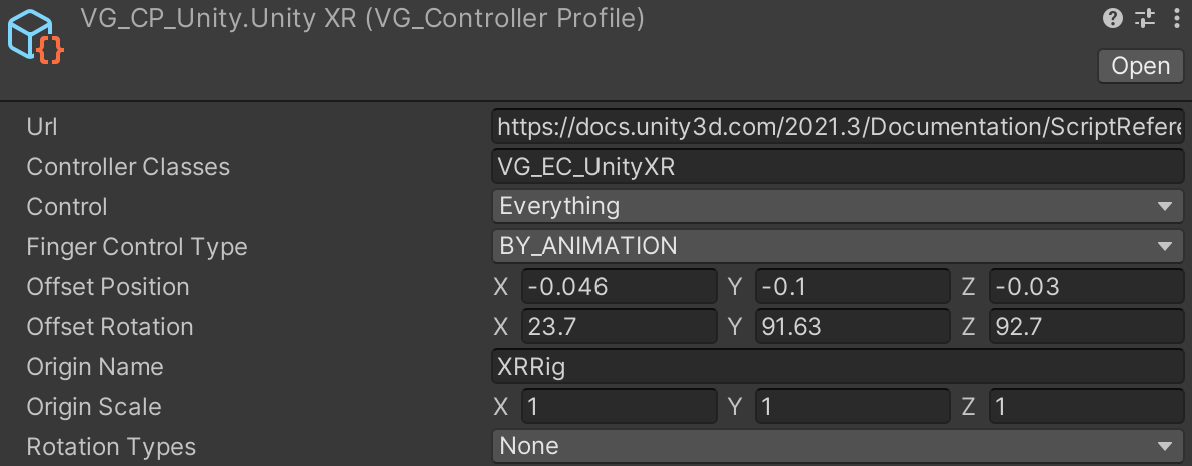 VG_CP_Unity.Unity XR (VG_Controller Profile)
Open
Url https://docs.unity3d.com/2021.3/Documentation/ScriptRefere
Controller Classes VG_EC_UnityXR
Control Everything
Finger Control Type BY_ANIMATION
Offset Position X -0.046 Y -0.1 Z -0.03
Offset Rotation X 23.7 Y 91.63 Z 92.7
Origin Name XRRig
Origin Scale X 1 Y 1 Z 1
Rotation Types None